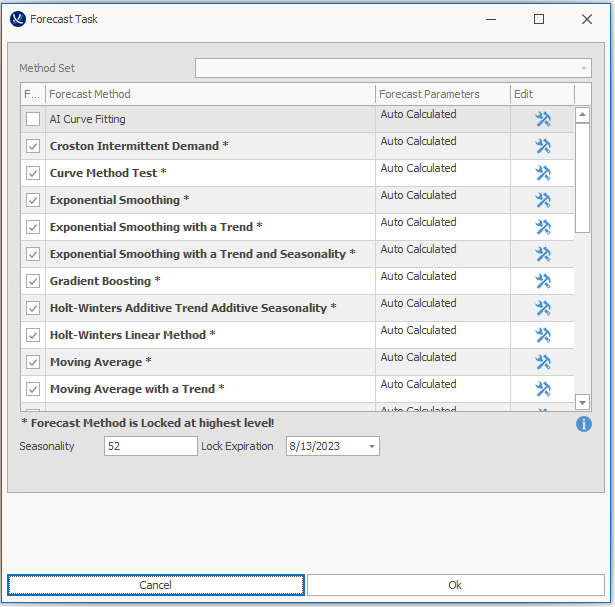 Forecast Task
Method Set
F... Forecast Method Forecast Parameters Edit
AI Curve Fitting Auto Calculated
Croston Intermittent Demand * Auto Calculated
Curve Method Test * Auto Calculated
Exponential Smoothing * Auto Calculated
Exponential Smoothing with a Trend * Auto Calculated
Exponential Smoothing with a Trend and Seasonality * Auto Calculated
Gradient Boosting * Auto Calculated
Holt-Winters Additive Trend Additive Seasonality * Auto Calculated
Holt-Winters Linear Method * Auto Calculated
Moving Average * Auto Calculated
Moving Average with a Trend * Auto Calculated
Auto Calculated
* Forecast Method is Locked at highest level!
Seasonality 52 Lock Expiration 8/13/2023
Cancel Ok